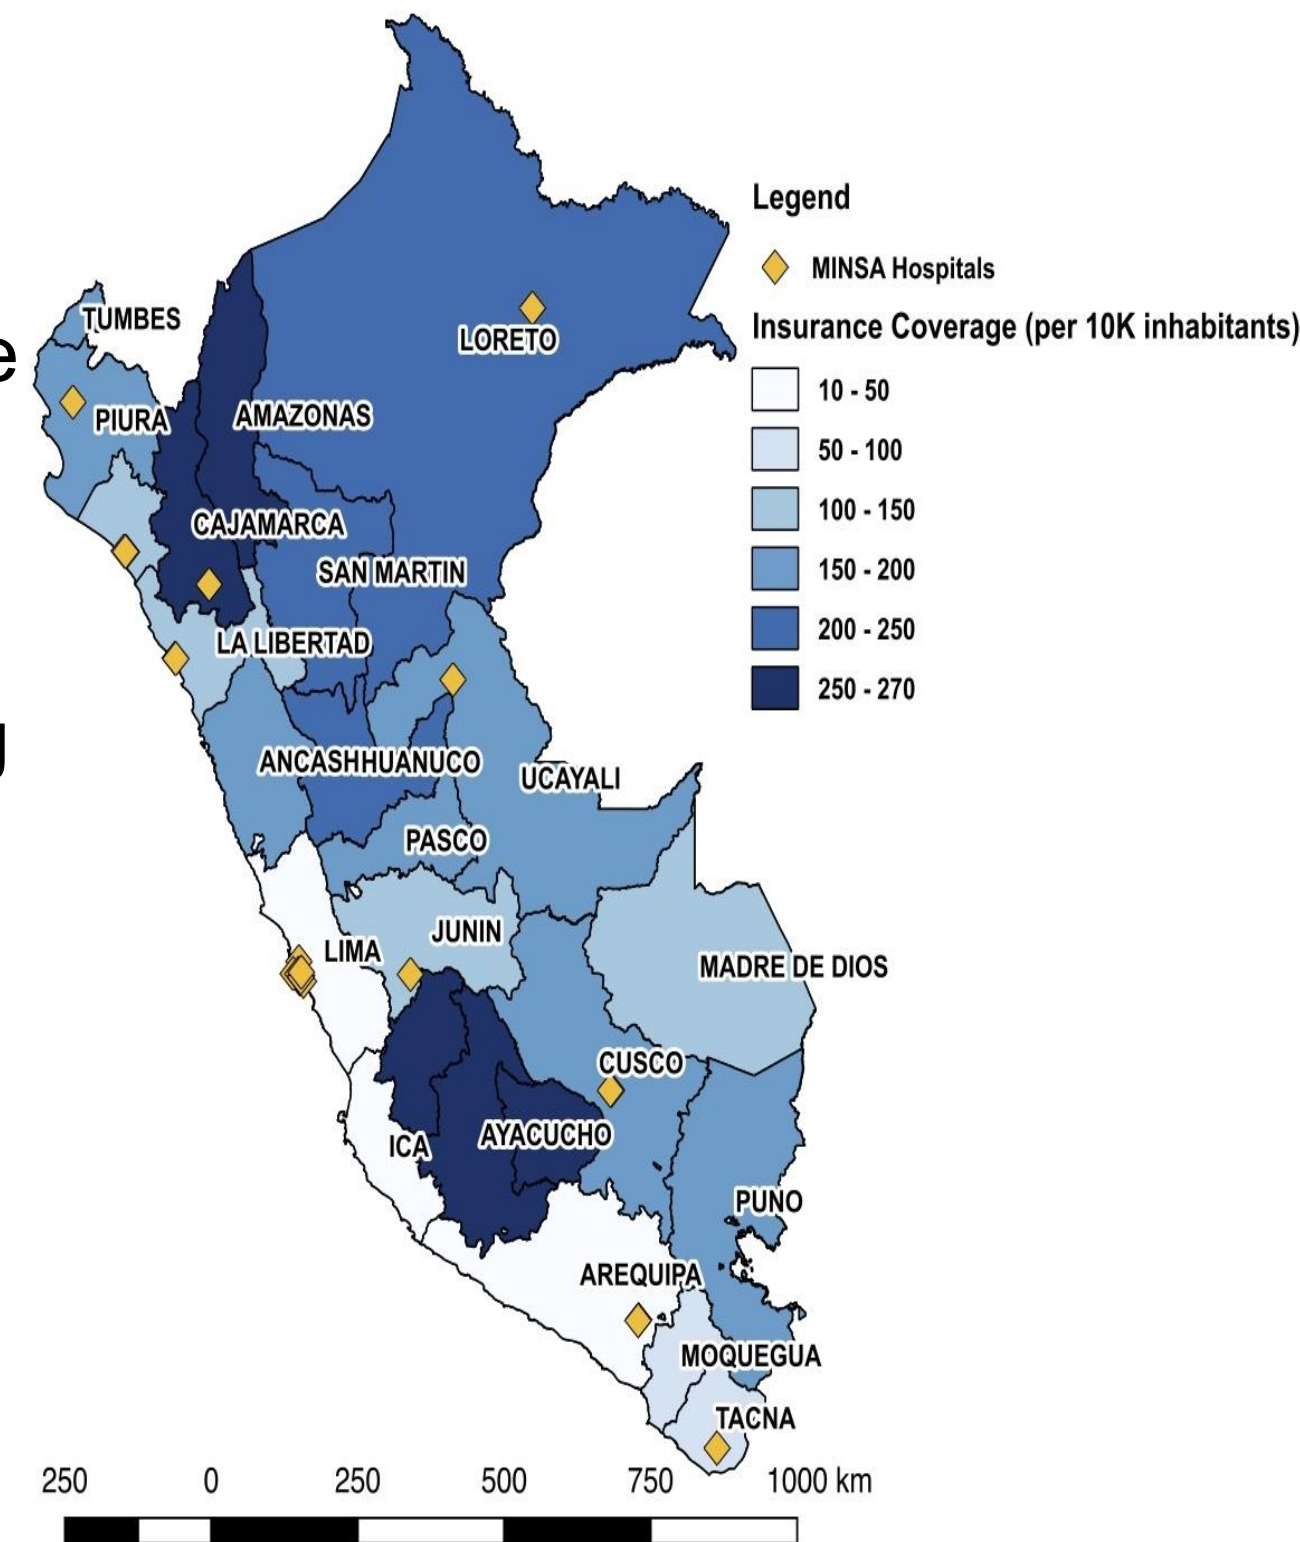 e
g
Legend
MINSA Hospitals
Insurance Coverage (per 10K inhabitants)
10 - 50
50 - 100
100 - 150
150 - 200
200 - 250
250 - 270
TUMBES
LORETO
PIURA
AMAZONAS
CAJAMARCA
SAN MARTIN
LA LIBERTAD
ANCASH
HUANUCO
UCAYALI
PASCO
JUNIN
LIMA
MADRE DE DIOS
CUSCO
AYACUCHO
ICA
PUNO
AREQUIPA
MOQUEGUA
TACNA
250 0 250 500 750 1000 km